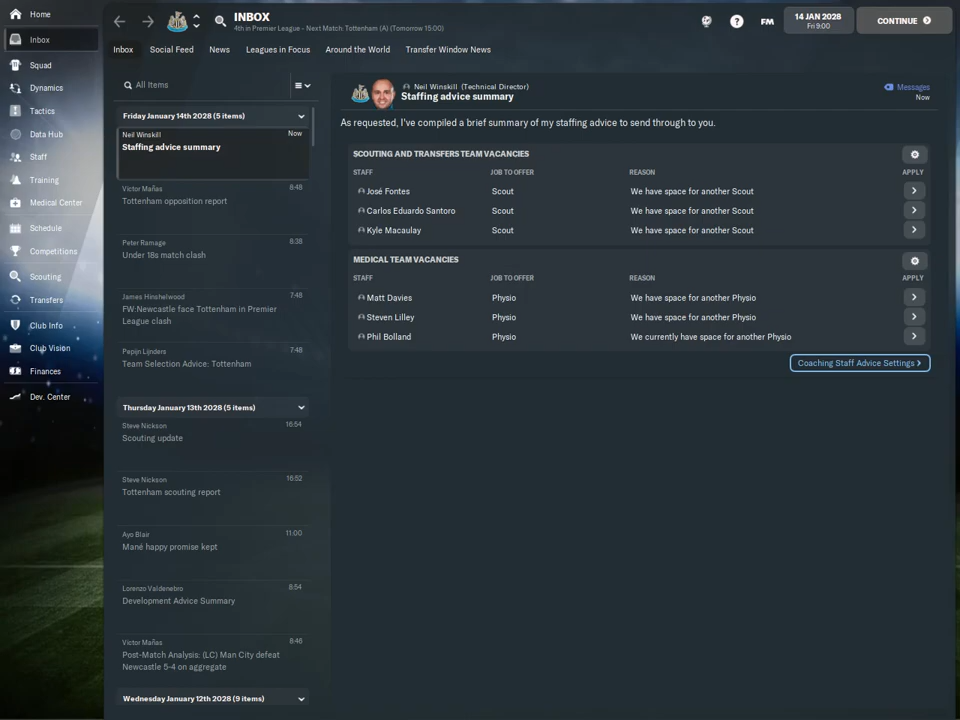 Home
Inbox
Squad
Dynamics
Tactics
Data Hub
Staff
Training
Medical Center
Schedule
Competitions
Scouting
Transfers
Club Info
Club Vision
Finances
Dev. Center
INBOX
4th in Premier League - Next Match: Tottenham (A) (Tomorrow 15:00)
?
FM
14 JAN 2028
Fri 9:00
CONTINUE
Inbox
Social Feed
News
Leagues in Focus
Around the World
Transfer Window News
All Items
Friday January 14th 2028 (5 items)
Neil Winskill
Now
Staffing advice summary
Víctor Mañas
8:48
Tottenham opposition report
Peter Ramage
8:38
Under 18s match clash
James Hinshelwood
7:48
FW:Newcastle face Tottenham in Premier
League clash
Pepijn Lijnders
7:48
Team Selection Advice: Tottenham
Thursday January 13th 2028 (5 items)
Steve Nickson
16:54
Scouting update
Steve Nickson
16:52
Tottenham scouting report
Ayo Blair
11:00
Mané happy promise kept
Lorenzo Valdenebro
8:54
Development Advice Summary
Víctor Mañas
8:46
Post-Match Analysis: (LC) Man City defeat
Newcastle 5-4 on aggregate
Wednesday January 12th 2028 (9 items)
Neil Winskill (Technical Director)
Staffing advice summary
Messages
Now
As requested, I've compiled a brief summary of my staffing advice to send through to you.
SCOUTING AND TRANSFERS TEAM VACANCIES
STAFF JOB TO OFFER REASON APPLY
José Fontes Scout We have space for another Scout
Carlos Eduardo Santoro Scout We have space for another Scout
Kyle Macaulay Scout We have space for another Scout
MEDICAL TEAM VACANCIES
STAFF JOB TO OFFER REASON APPLY
Matt Davies Physio We have space for another Physio
Steven Lilley Physio We have space for another Physio
Phil Bolland Physio We currently have space for another Physio
Coaching Staff Advice Settings